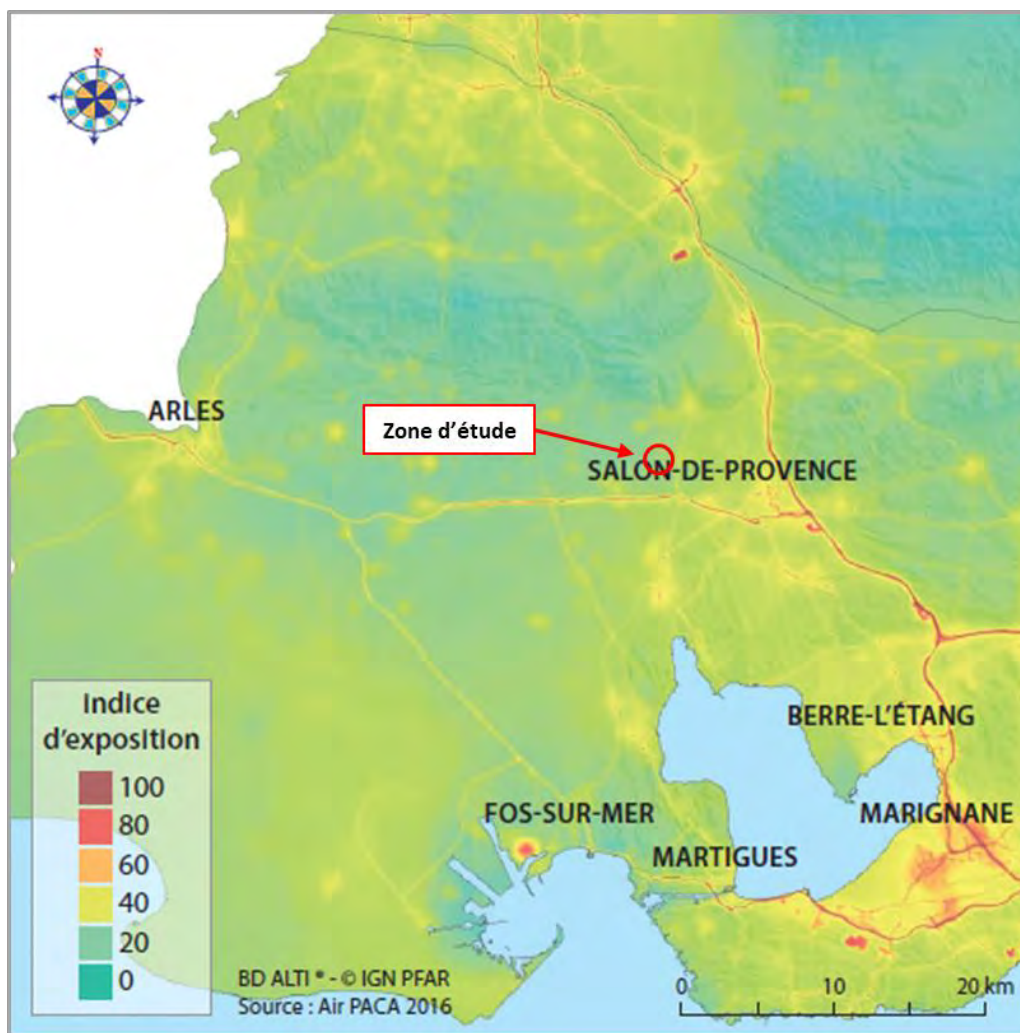 N
ARLES
Zone d’étude
SALON-DE-PROVENCE
Indice
d’exposition
100
80
60
40
20
0
BERRE-L’ÉTANG
FOS-SUR-MER
MARIGNANE
MARTIGUES
BD ALTI ® - © IGN PFAR
Source : Air PACA 2016
0 10 20 km